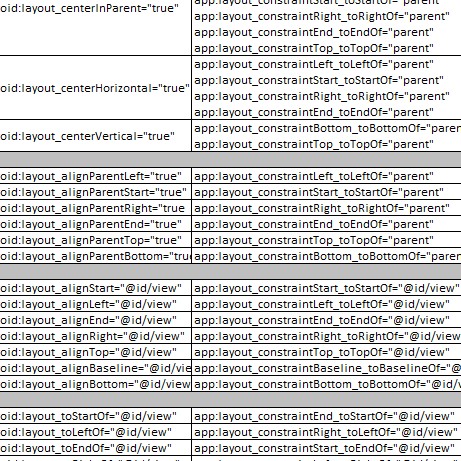 app:layout_constraintStart_toStartOf="parent"
oid:layout_centerInParent="true"
app:layout_constraintRight_toRightOf="parent"
app:layout_constraintEnd_toEndOf="parent"
app:layout_constraintTop_toTopOf="parent"
app:layout_constraintLeft_toLeftOf="parent"
app:layout_constraintStart_toStartOf="parent"
oid:layout_centerHorizontal="true"
app:layout_constraintRight_toRightOf="parent"
app:layout_constraintEnd_toEndOf="parent"
oid:layout_centerVertical="true"
app:layout_constraintBottom_toBottomOf="paren
app:layout_constraintTop_toTopOf="parent"
oid:layout_alignParentLeft="true" app:layout_constraintLeft_toLeftOf="parent"
oid:layout_alignParentStart="true" app:layout_constraintStart_toStartOf="parent"
oid:layout_alignParentRight="true app:layout_constraintRight_toRightOf="parent"
oid:layout_alignParentEnd="true" app:layout_constraintEnd_toEndOf="parent"
oid:layout_alignParentTop="true" app:layout_constraintTop_toTopOf="parent"
oid:layout_alignParentBottom="tru app:layout_constraintBottom_toBottomOf="paren
oid:layout_alignStart="@id/view" app:layout_constraintStart_toStartOf="@id/view"
oid:layout_alignLeft="@id/view" app:layout_constraintLeft_toLeftOf="@id/view"
oid:layout_alignEnd="@id/view" app:layout_constraintEnd_toEndOf="@id/view"
oid:layout_alignRight="@id/view" app:layout_constraintRight_toRightOf="@id/view
oid:layout_alignTop="@id/view" app:layout_constraintTop_toTopOf="@id/view"
oid:layout_alignBaseline="@id/vie app:layout_constraintBaseline_toBaselineOf="@
oid:layout_alignBottom="@id/view app:layout_constraintBottom_toBottomOf="@id/v
oid:layout_toStartOf="@id/view" app:layout_constraintEnd_toStartOf="@id/view"
oid:layout_toLeftOf="@id/view" app:layout_constraintRight_toLeftOf="@id/view"
oid:layout_toEndOf="@id/view" app:layout_constraintStart_toEndOf="@id/view"